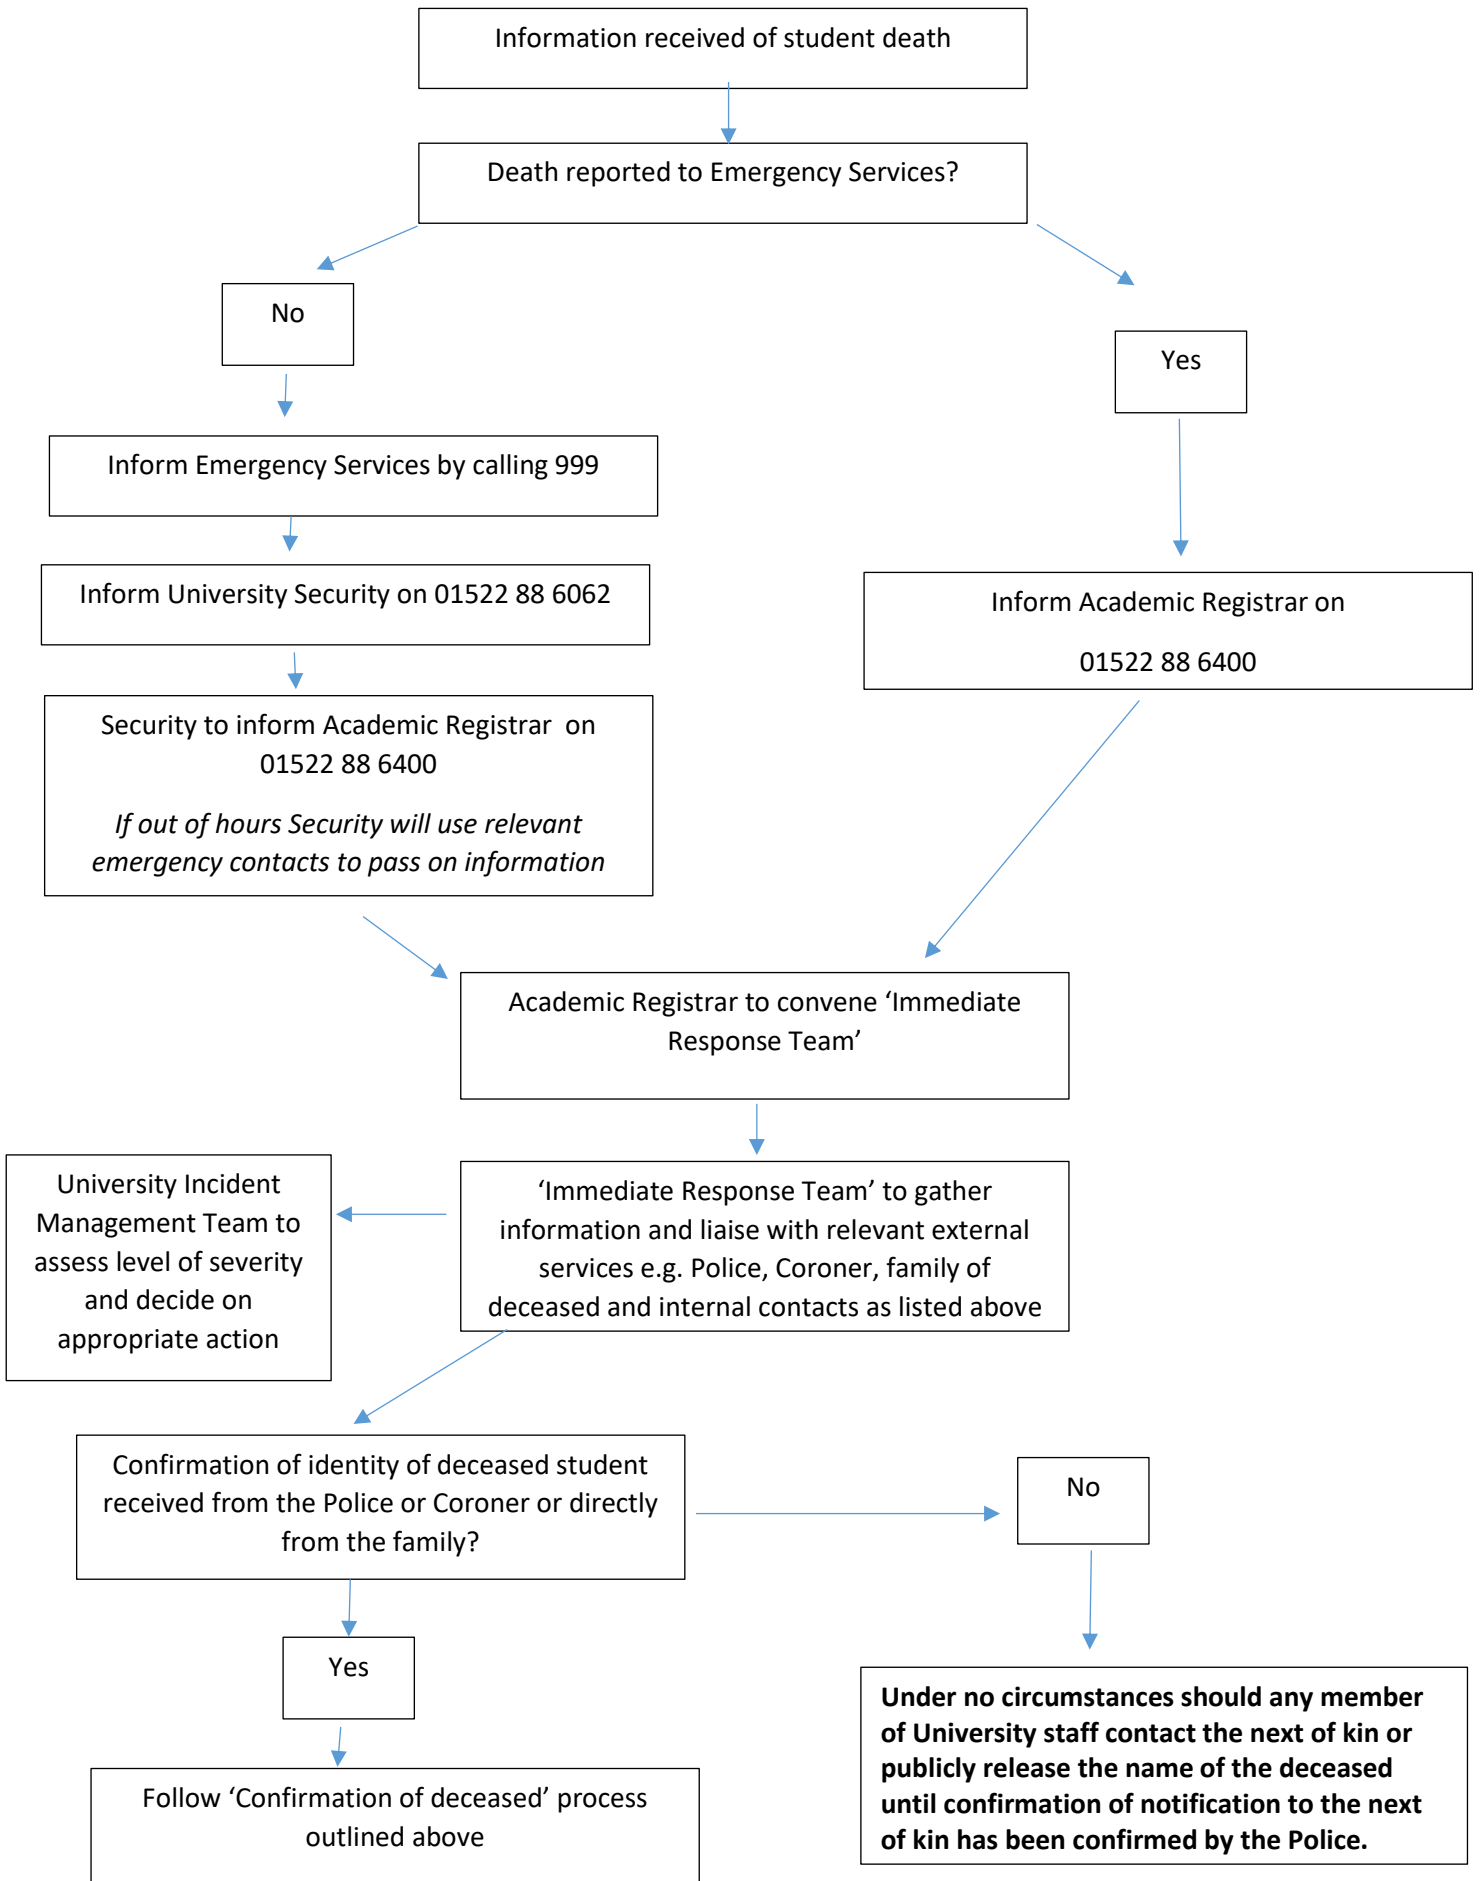 Information received of student death
Death reported to Emergency Services?
No
Yes
Inform Emergency Services by calling 999
Inform University Security on 01522 88 6062
Inform Academic Registrar on
01522 88 6400
Security to inform Academic Registrar on
01522 88 6400
If out of hours Security will use relevant
emergency contacts to pass on information
Academic Registrar to convene ‘Immediate
Response Team’
University Incident
Management Team to
assess level of severity
and decide on
appropriate action
‘Immediate Response Team’ to gather
information and liaise with relevant external
services e.g. Police, Coroner, family of
deceased and internal contacts as listed above
Confirmation of identity of deceased student
received from the Police or Coroner or directly
from the family?
No
Yes
Under no circumstances should any member
of University staff contact the next of kin or
publicly release the name of the deceased
until confirmation of notification to the next
of kin has been confirmed by the Police.
Follow ‘Confirmation of deceased’ process
outlined above